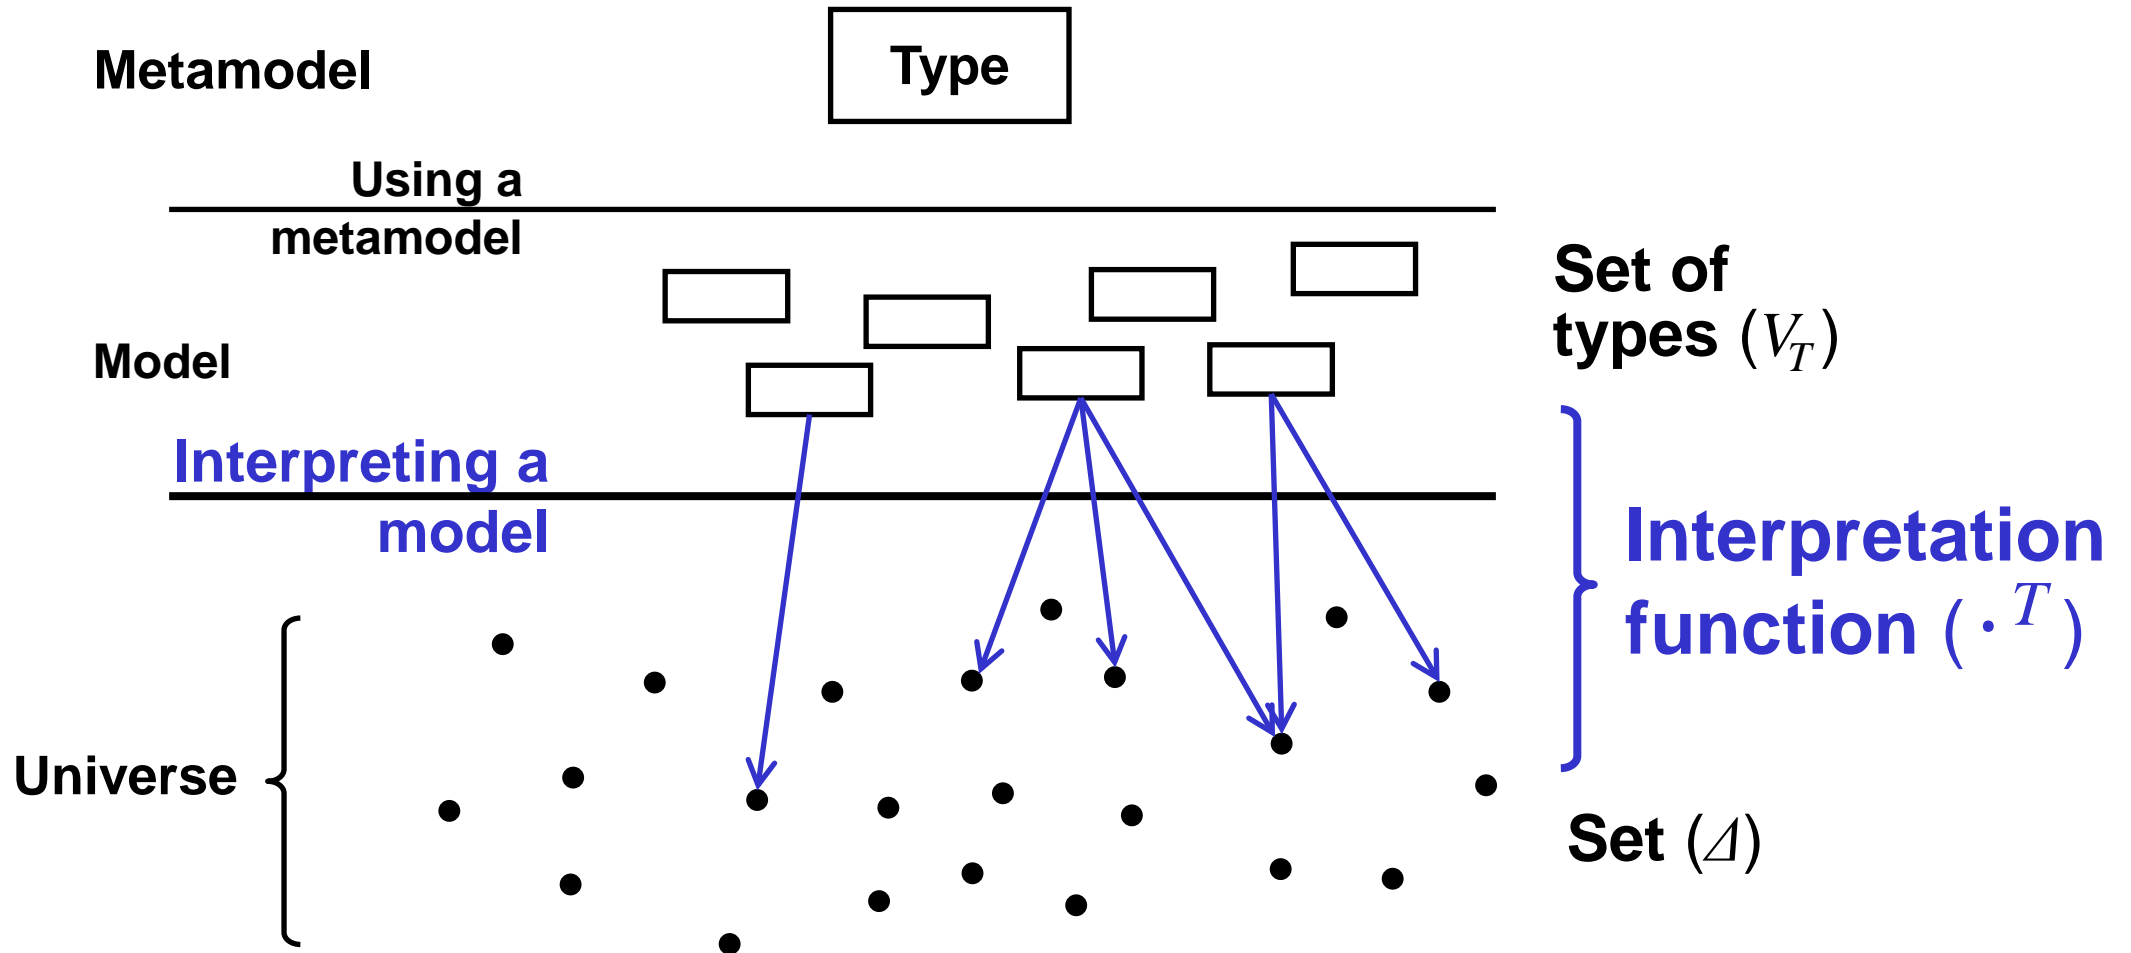 Metamodel
Type
Using a
metamodel
Set of
types (V_T)
Model
Interpreting a
model
Interpretation
function (· ^T)
Universe
Set (Δ)